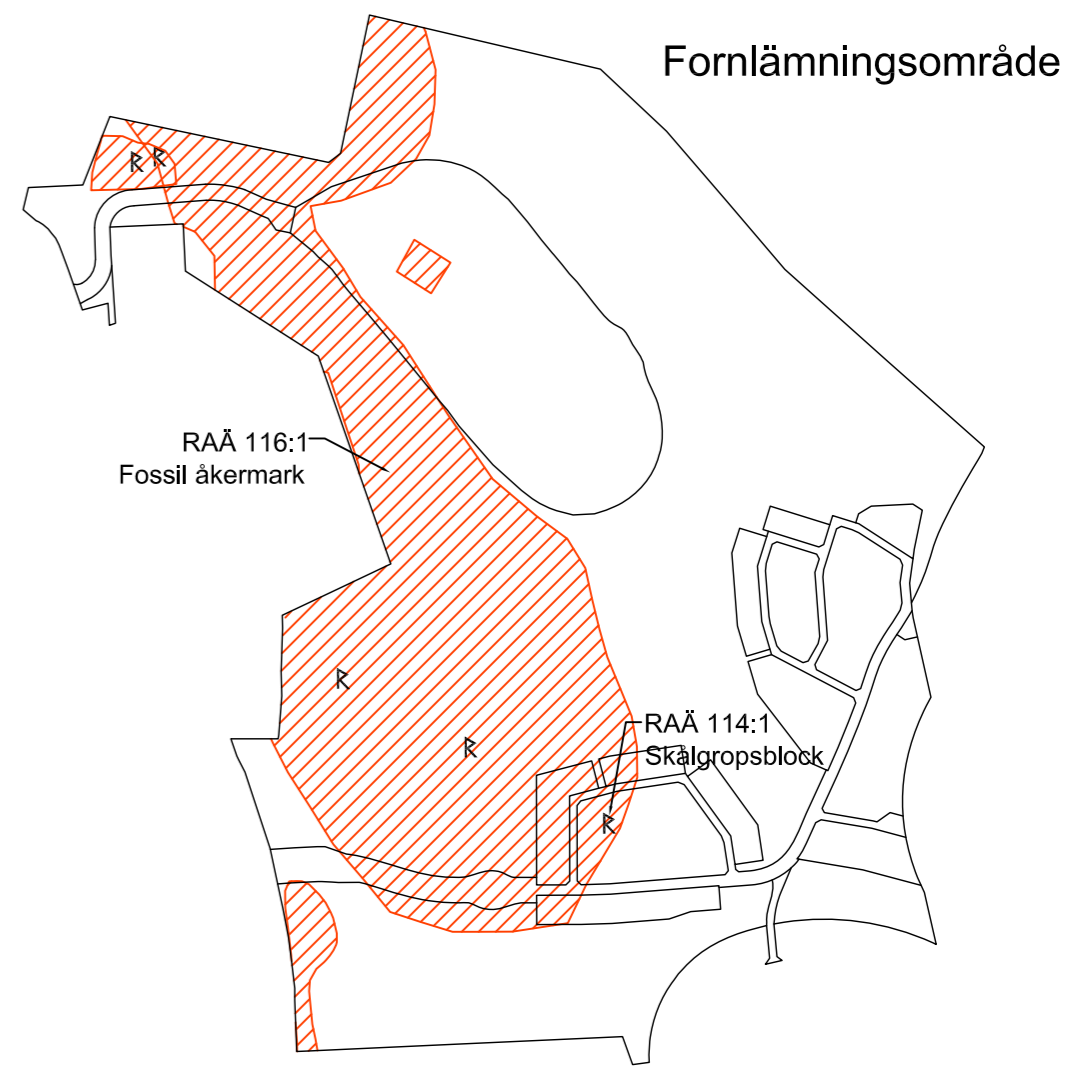 Fornlämningsområde
RAÄ 116:1
Fossil åkermark
RAÄ 114:1
Skålgropsblock